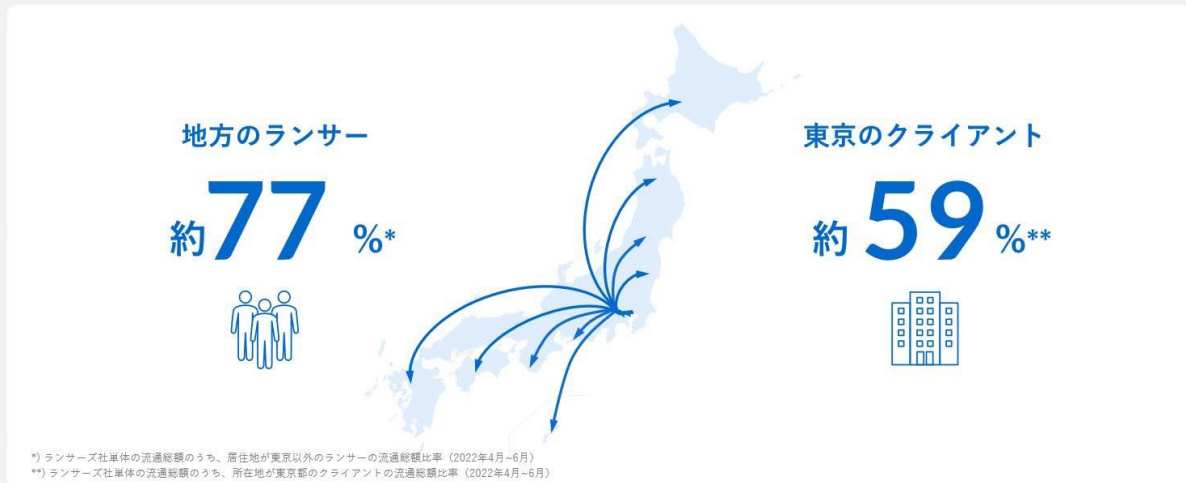 地方のランサー
約77%*
東京のクライアント
約59%**
*) ランサーズ社単体の流通総額のうち、居住地が東京以外のランサーの流通総額比率（2022年4月~6月）
**) ランサーズ社単体の流通総額のうち、所在地が東京都のクライアントの流通総額比率（2022年4月~6月）